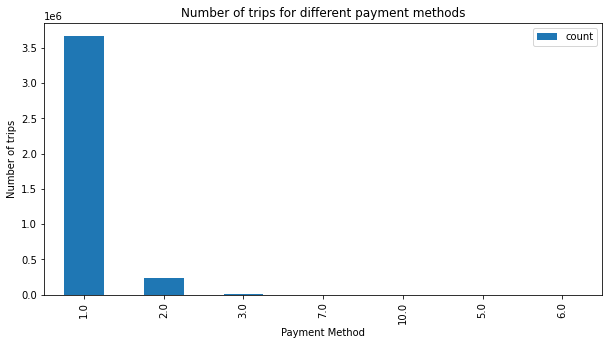 Number of trips for different payment methods
1e6
count
3.5
3.0
2.5
2.0
1.5
1.0
0.5
0.0
Number of trips
1.0 2.0 3.0 7.0 10.0 5.0 6.0
Payment Method